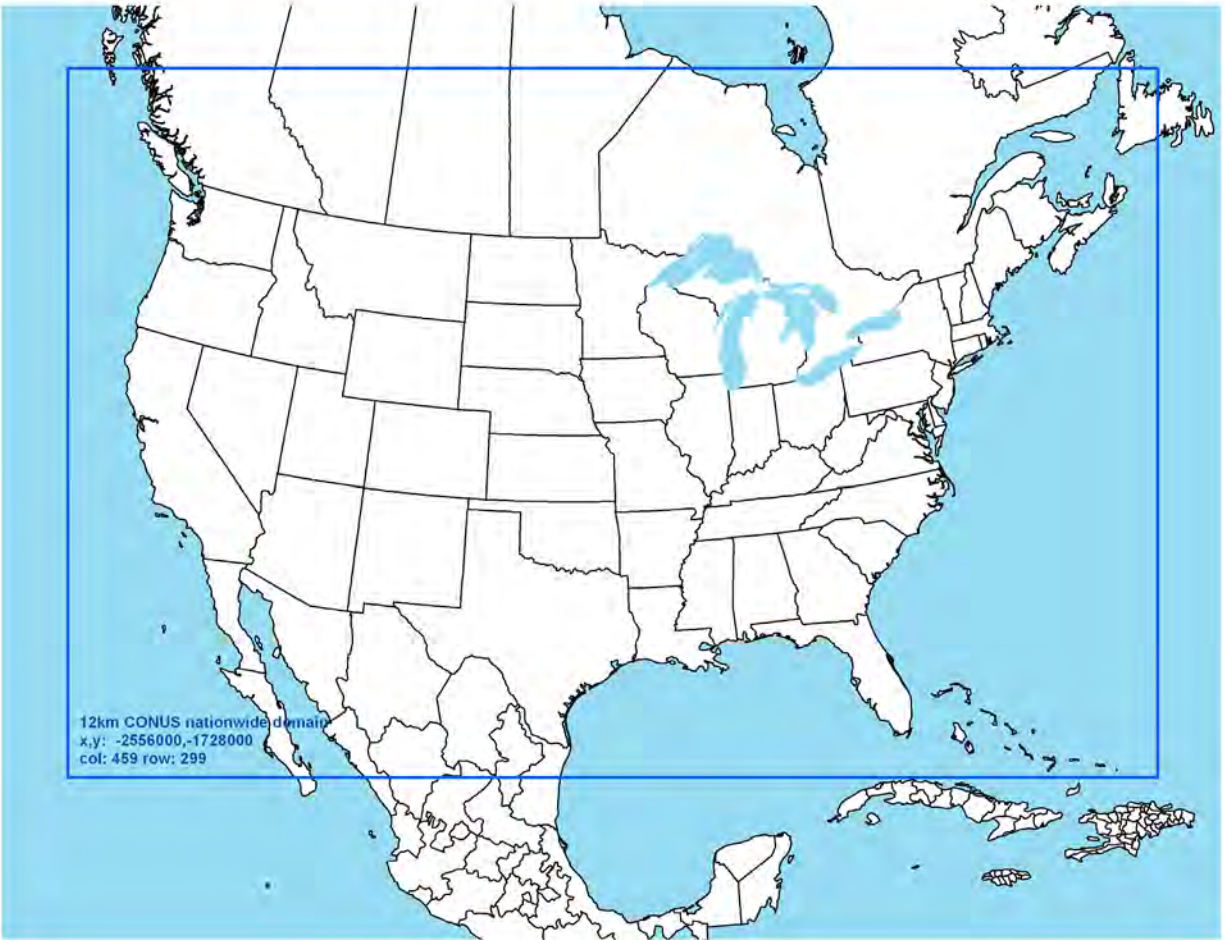 12km CONUS nationwide domain
x,y: -2556000,-1728000
col: 459 row: 299